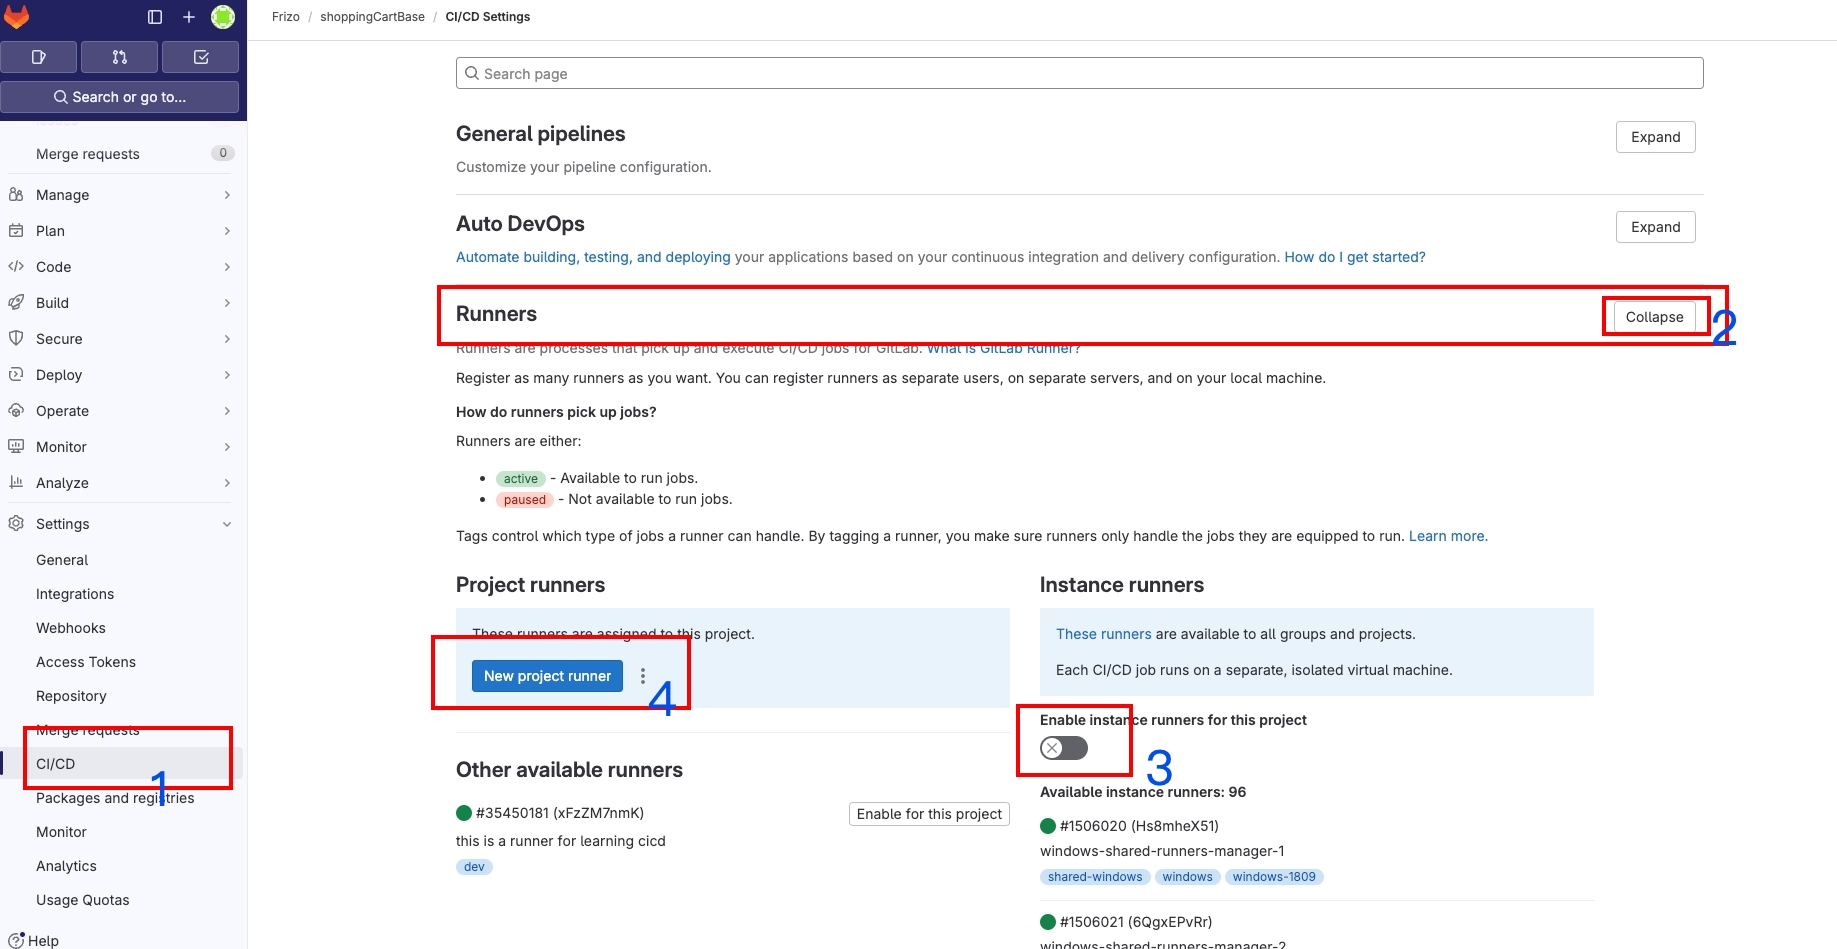 Frizo / shoppingCartBase / CI/CD Settings
Search or go to...
Merge requests 0
Manage
Plan
Code
Build
Secure
Deploy
Operate
Monitor
Analyze
Settings
General
Integrations
Webhooks
Access Tokens
Repository
Merge requests
CI/CD
1
Packages and registries
Monitor
Analytics
Usage Quotas
Help
Search page
General pipelines
Expand
Customize your pipeline configuration.
Auto DevOps
Expand
Automate building, testing, and deploying your applications based on your continuous integration and delivery configuration. How do I get started?
Runners
Collapse
2
Runners are processes that pick up and execute CI/CD jobs for GitLab. What is GitLab Runner?
Register as many runners as you want. You can register runners as separate users, on separate servers, and on your local machine.
How do runners pick up jobs?
Runners are either:
active - Available to run jobs.
paused - Not available to run jobs.
Tags control which type of jobs a runner can handle. By tagging a runner, you make sure runners only handle the jobs they are equipped to run. Learn more.
Project runners
These runners are assigned to this project.
New project runner
4
Other available runners
#35450181 (xFzZM7nmK)
Enable for this project
this is a runner for learning cicd
dev
Instance runners
These runners are available to all groups and projects.
Each CI/CD job runs on a separate, isolated virtual machine.
Enable instance runners for this project
3
Available instance runners: 96
#1506020 (Hs8mheX51)
windows-shared-runners-manager-1
shared-windows windows windows-1809
#1506021 (6QgxEPvRr)
windows-shared-runners-manager-2